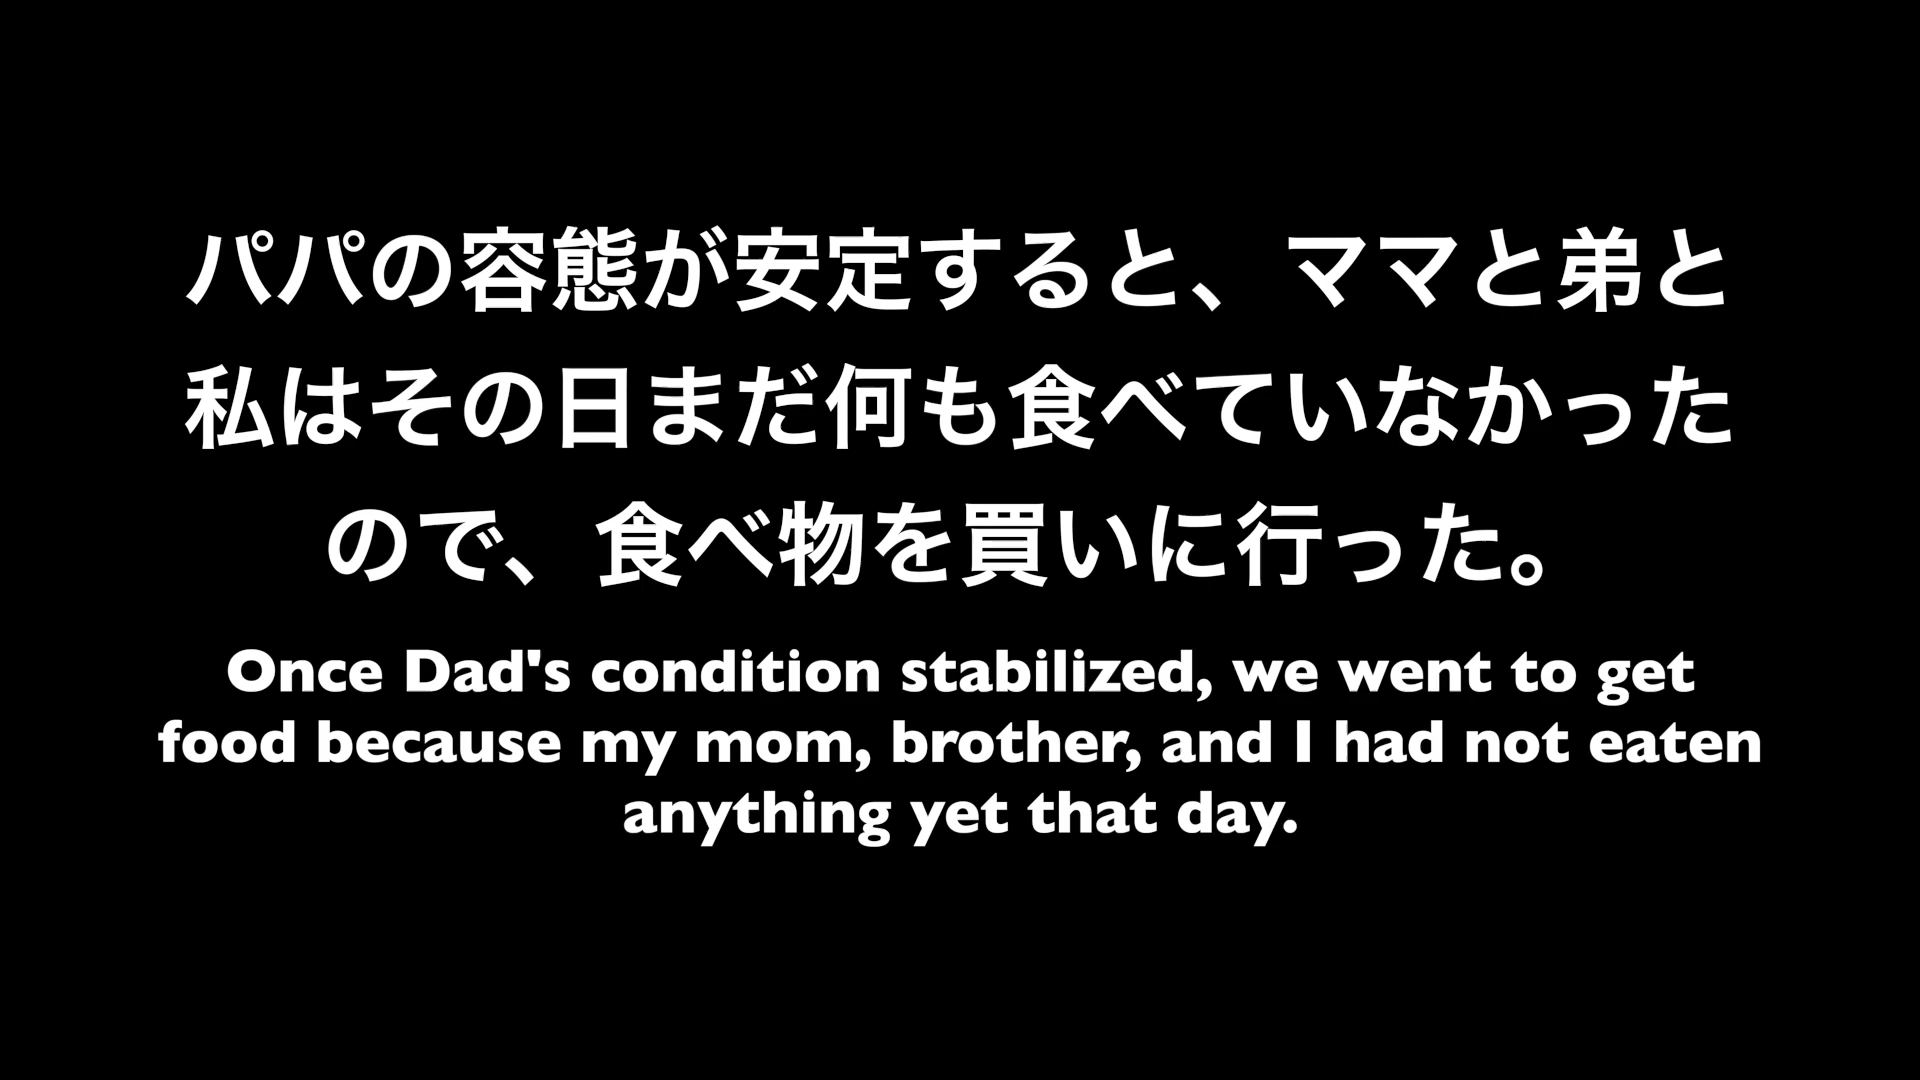 パパの容態が安定すると、ママと弟と
私はその日まだ何も食べていなかった
ので、食べ物を買いに行った。
Once Dad's condition stabilized, we went to get
food because my mom, brother, and I had not eaten
anything yet that day.